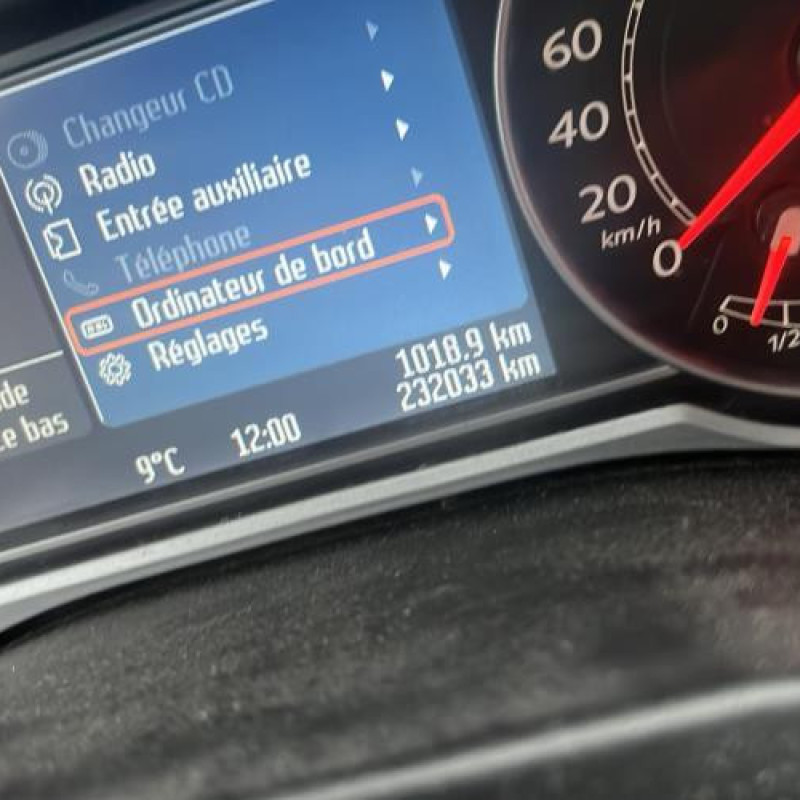 Changeur CD
Radio
Entrée auxiliaire
Téléphone
Ordinateur de bord
Réglages
1018.9 km
232033 km
9°C 12:00
de
e bas
60
40
20
km/h
0
0
1/2